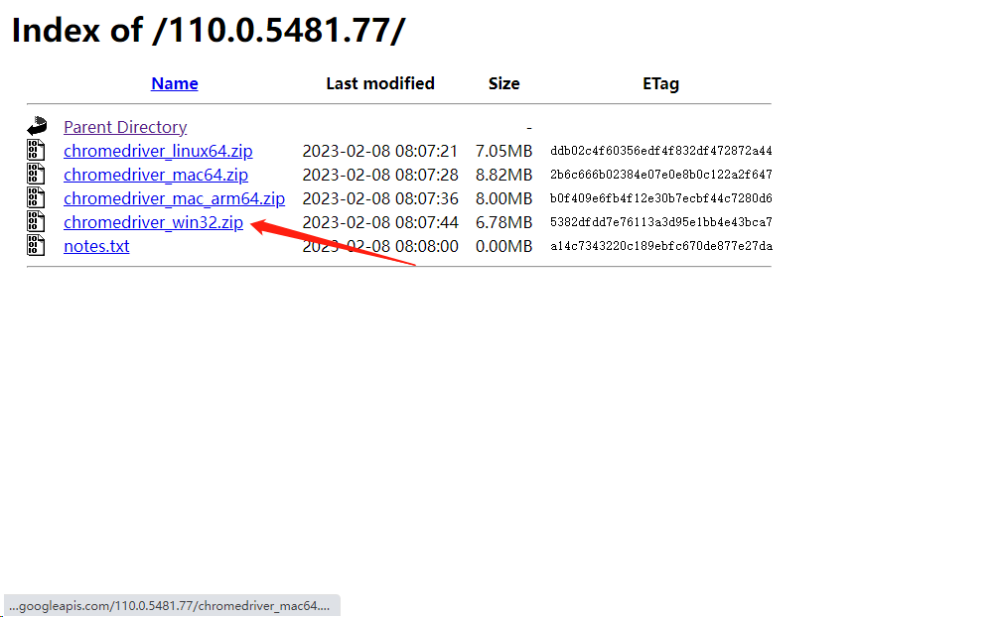 Index of /110.0.5481.77/
Name Last modified Size ETag
Parent Directory -
chromedriver_linux64.zip 2023-02-08 08:07:21 7.05MB ddb02c4f60356edf4f832df472872a44
chromedriver_mac64.zip 2023-02-08 08:07:28 8.82MB 2b6c666b02384e07e0e8b0c122a2f647
chromedriver_mac_arm64.zip 2023-02-08 08:07:36 8.00MB b0f409e6fb4f12e30b7ecbf44c7280d6
chromedriver_win32.zip 2023-02-08 08:07:44 6.78MB 5382dfdd7e76113a3d95e1bb4e43bca7
notes.txt 2023-02-08 08:08:00 0.00MB a14c7343220c189ebfc670de877e27da
...googleapis.com/110.0.5481.77/chromedriver_mac64....